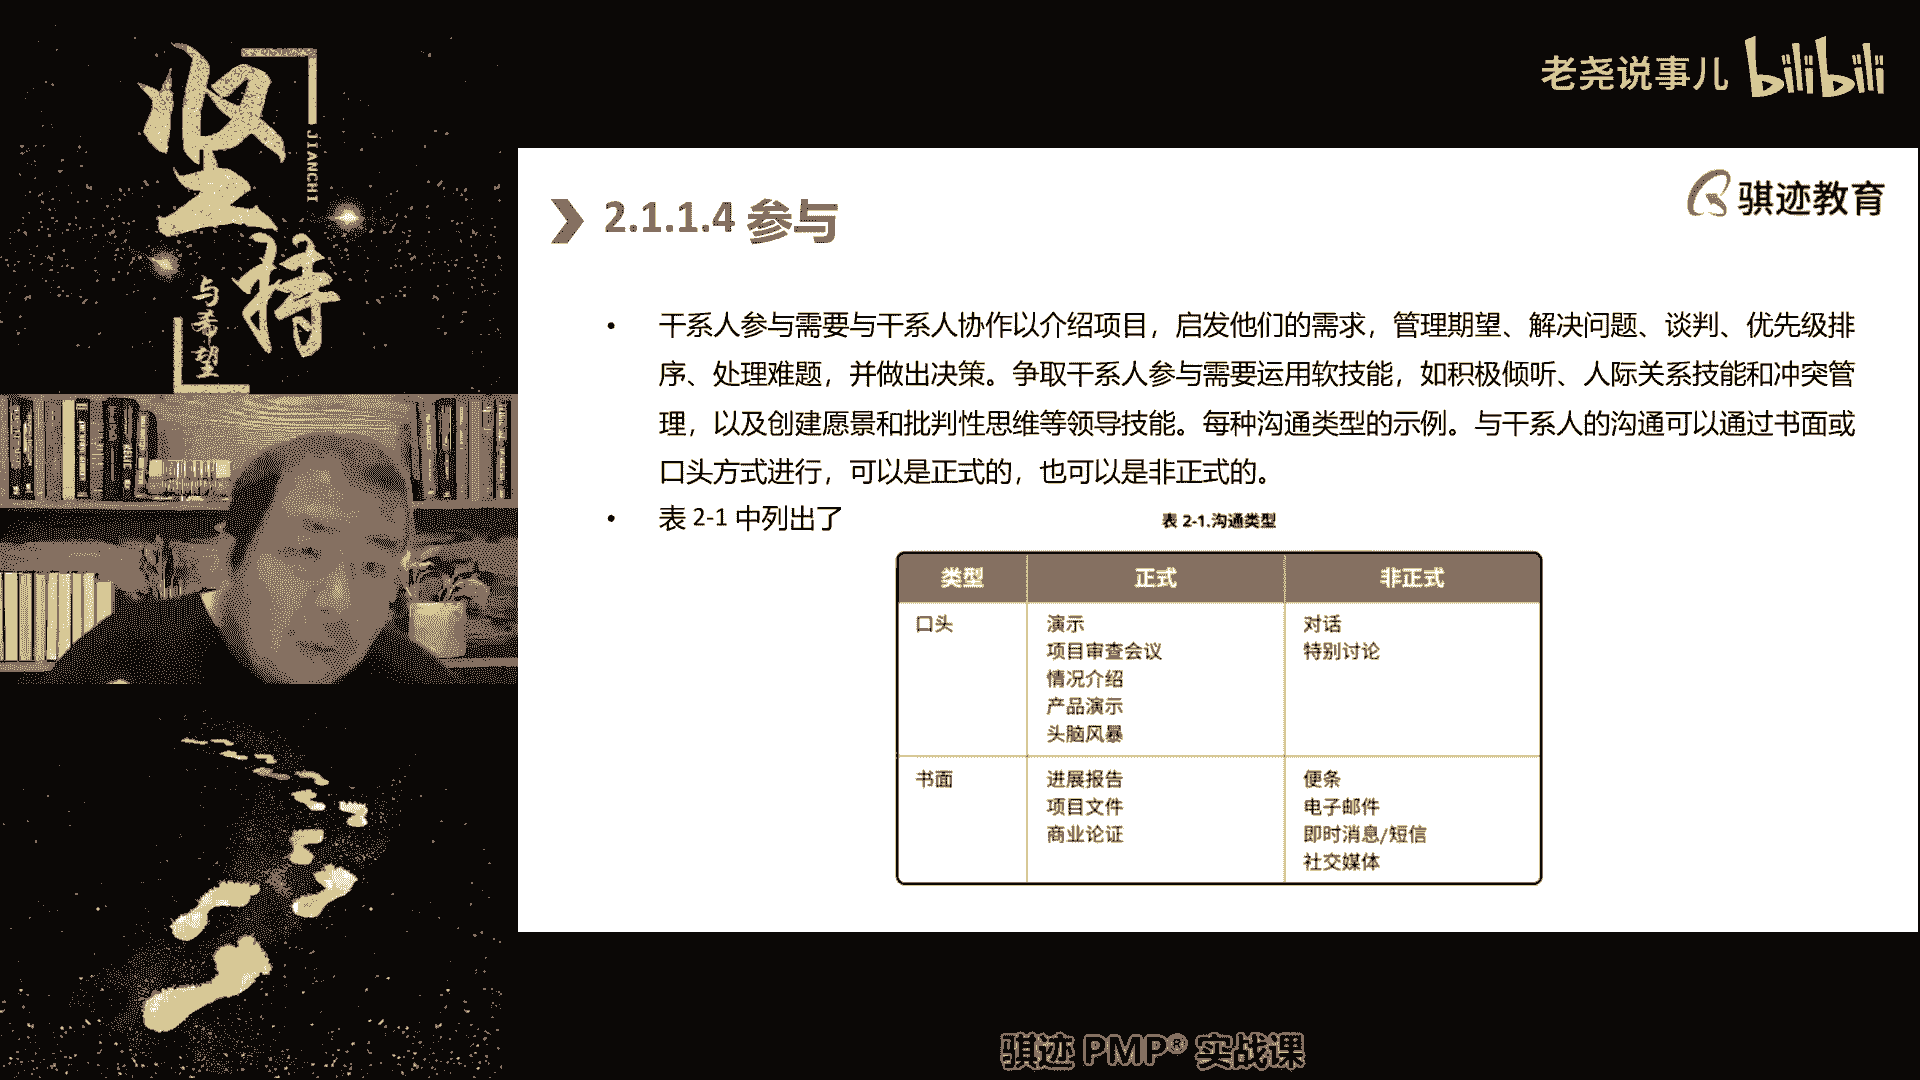 坚持
JIANCHI
与希望
老尧说事儿 bilibili
骐迹教育
2.1.1.4 参与
• 干系人参与需要与干系人协作以介绍项目，启发他们的需求，管理期望、解决问题、谈判、优先级排
序、处理难题，并做出决策。争取干系人参与需要运用软技能，如积极倾听、人际关系技能和冲突管
理，以及创建愿景和批判性思维等领导技能。每种沟通类型的示例。与干系人的沟通可以通过书面或
口头方式进行，可以是正式的，也可以是非正式的。
• 表 2-1 中列出了
表 2-1.沟通类型
类型 正式 非正式
口头 演示 对话
项目审查会议 特别讨论
情况介绍
产品演示
头脑风暴
书面 进展报告 便条
项目文件 电子邮件
商业论证 即时消息/短信
社交媒体
骐迹 PMP® 实战课